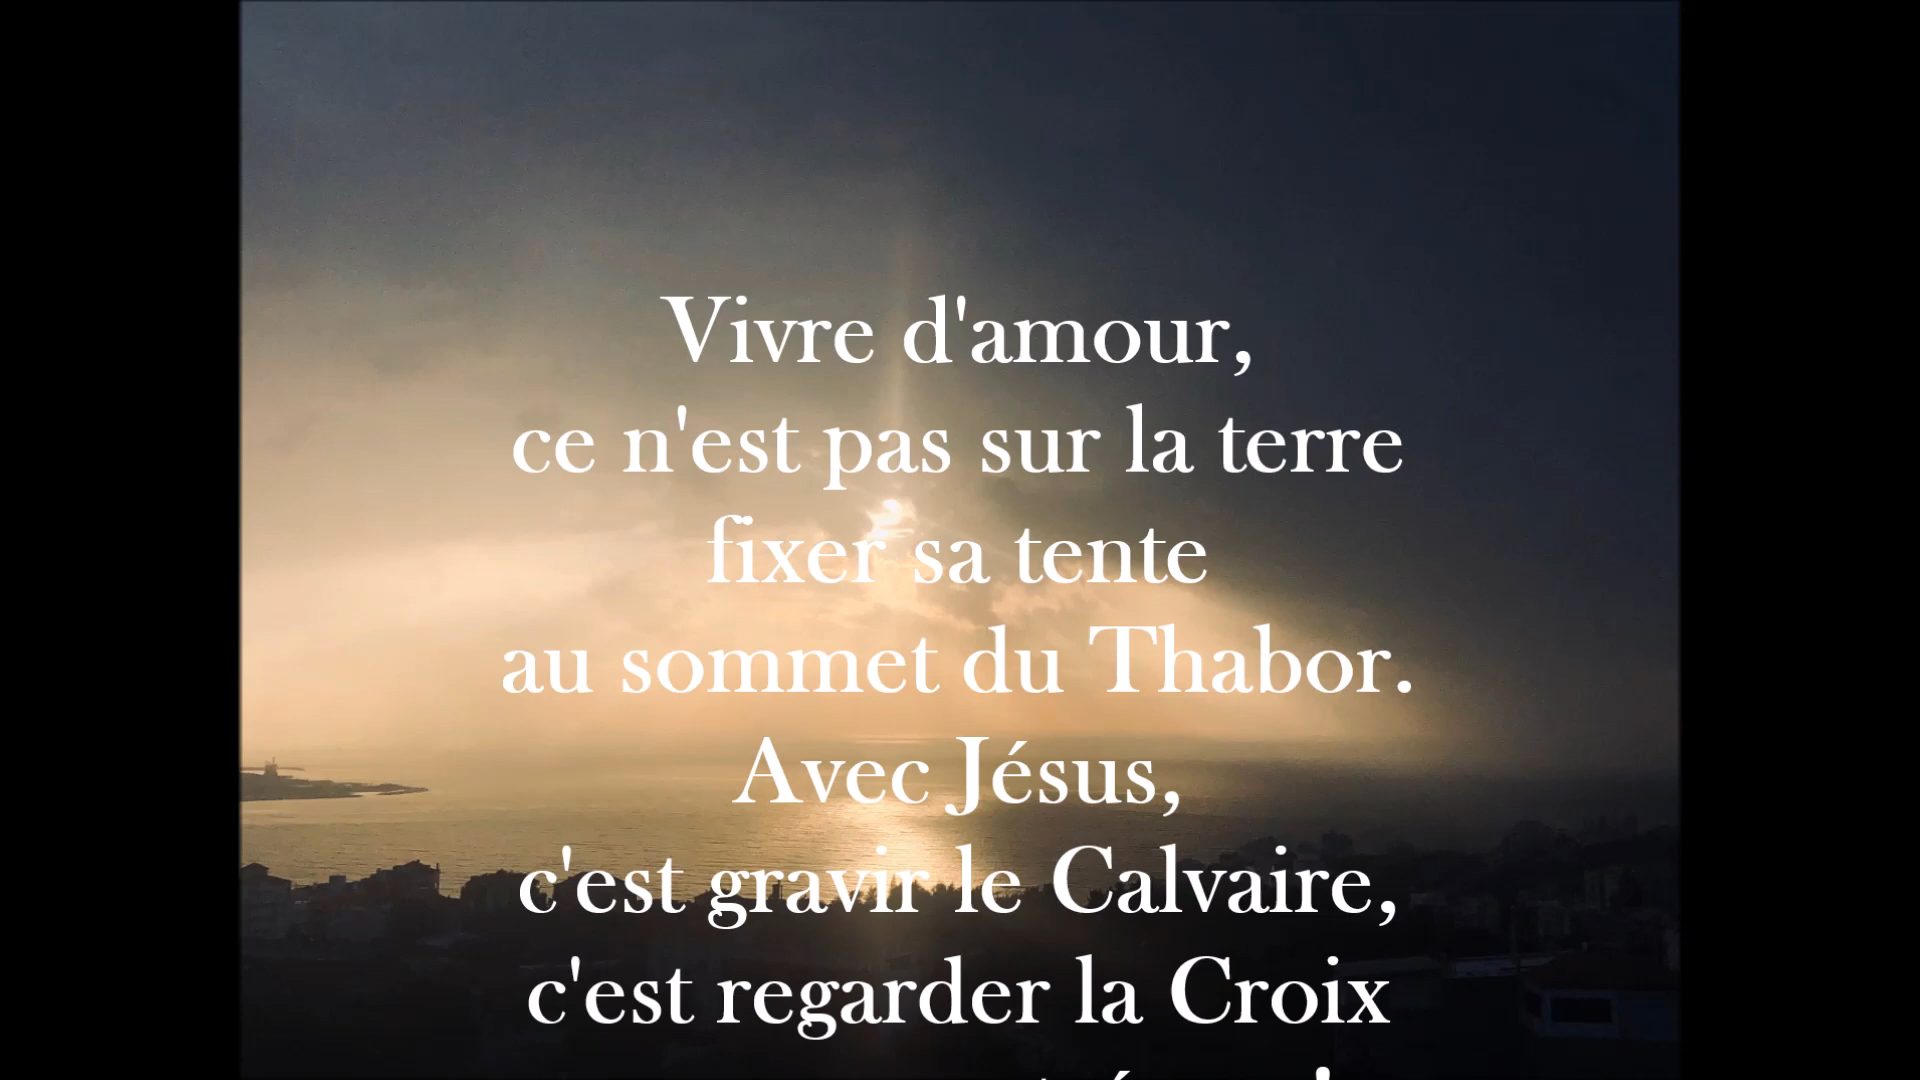 Vivre d'amour,
ce n'est pas sur la terre
fixer sa tente
au sommet du Thabor.
Avec Jésus,
c'est gravir le Calvaire,
c'est regarder la Croix